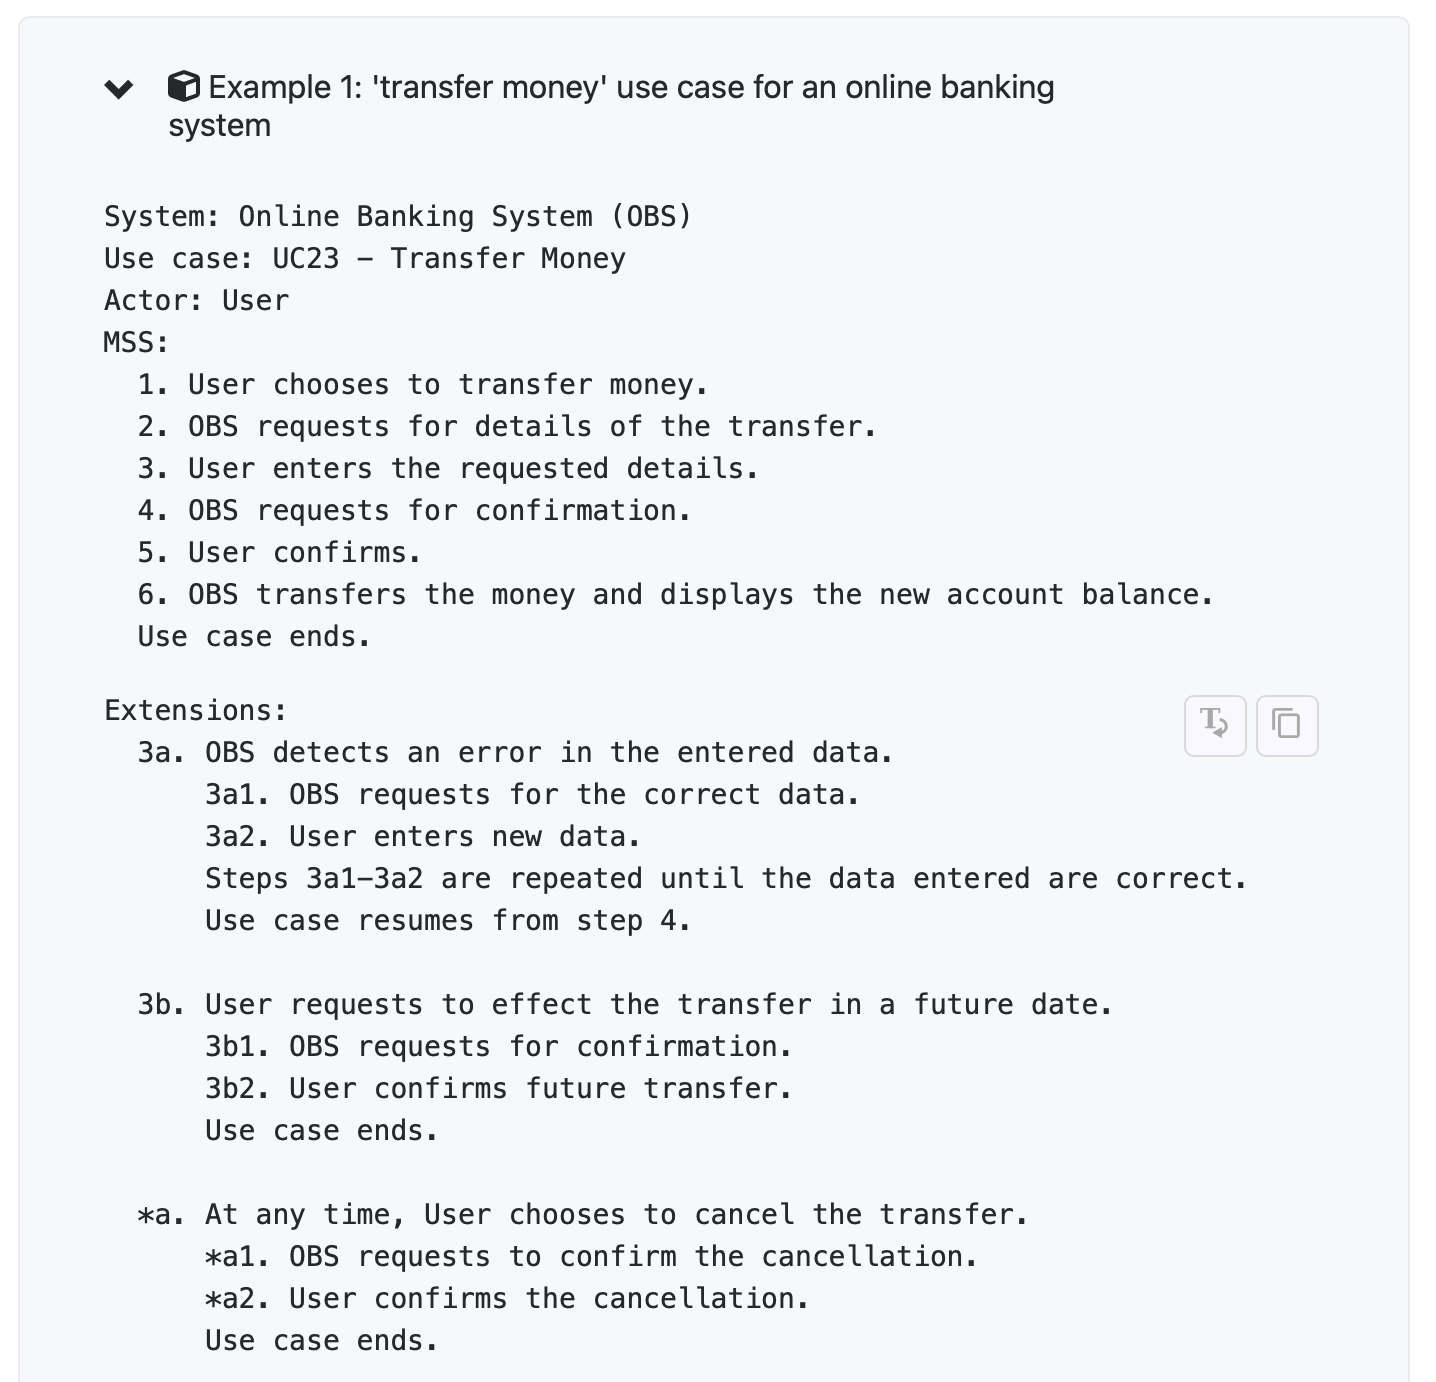 Example 1: 'transfer money' use case for an online banking
system
System: Online Banking System (OBS)
Use case: UC23 – Transfer Money
Actor: User
MSS:
1. User chooses to transfer money.
2. OBS requests for details of the transfer.
3. User enters the requested details.
4. OBS requests for confirmation.
5. User confirms.
6. OBS transfers the money and displays the new account balance.
Use case ends.
Extensions:
3a. OBS detects an error in the entered data.
3a1. OBS requests for the correct data.
3a2. User enters new data.
Steps 3a1–3a2 are repeated until the data entered are correct.
Use case resumes from step 4.
3b. User requests to effect the transfer in a future date.
3b1. OBS requests for confirmation.
3b2. User confirms future transfer.
Use case ends.
*a. At any time, User chooses to cancel the transfer.
*a1. OBS requests to confirm the cancellation.
*a2. User confirms the cancellation.
Use case ends.